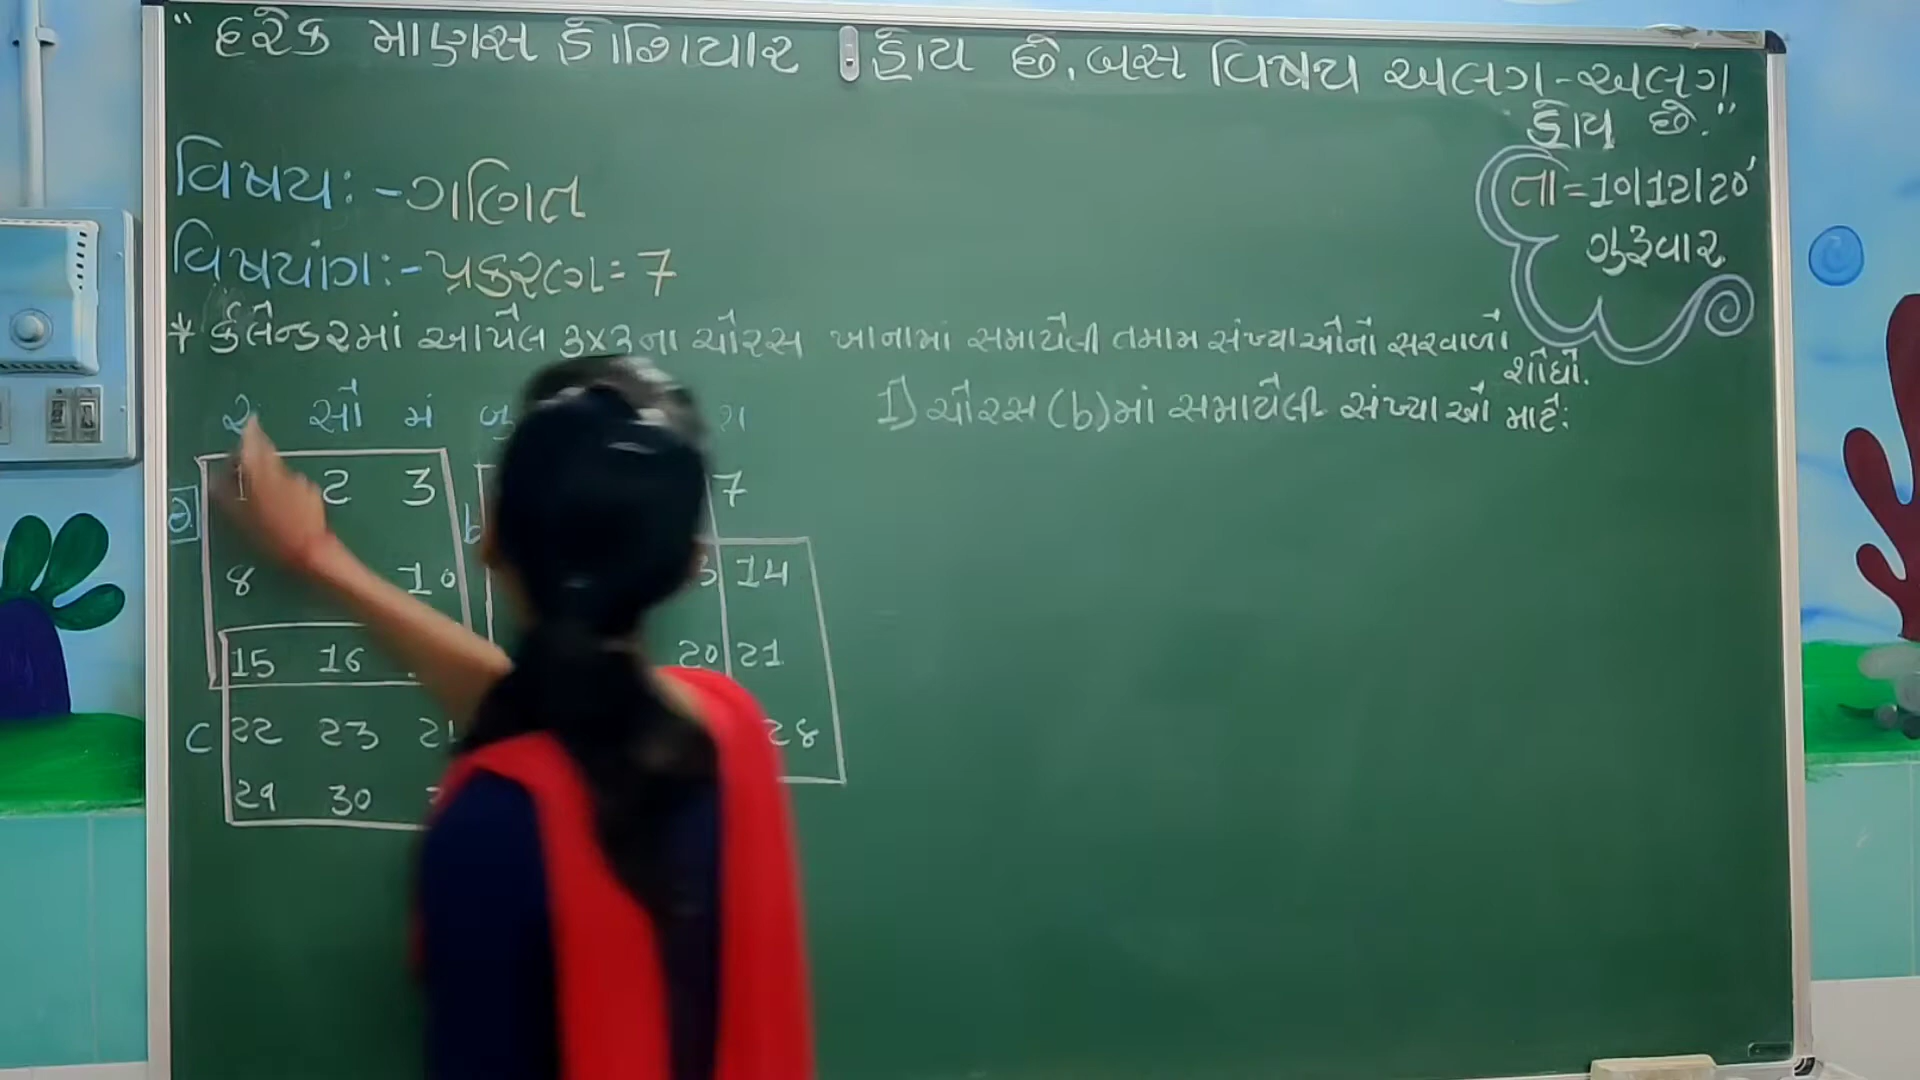 "દરેક માણસ હોંશિયાર હોય છે. બસ વિષય અલગ-અલગ
હોય છે."
તા=10/12/20'
ગુરૂવાર
વિષય:-ગણિત
વિષયાંગ:-પ્રકરણ=7
* કેલેન્ડરમાં આપેલ ૩x૩ના ચોરસ ખાનામાં સમાયેલી તમામ સંખ્યાઓનો સરવાળો
શોધો.
ર સો મં બુ શ
1) ચોરસ (b)માં સમાયેલી સંખ્યાઓ માટે:
a 1 2 3 7
8 10 14
15 16 20 21
C 22 23 28
29 30